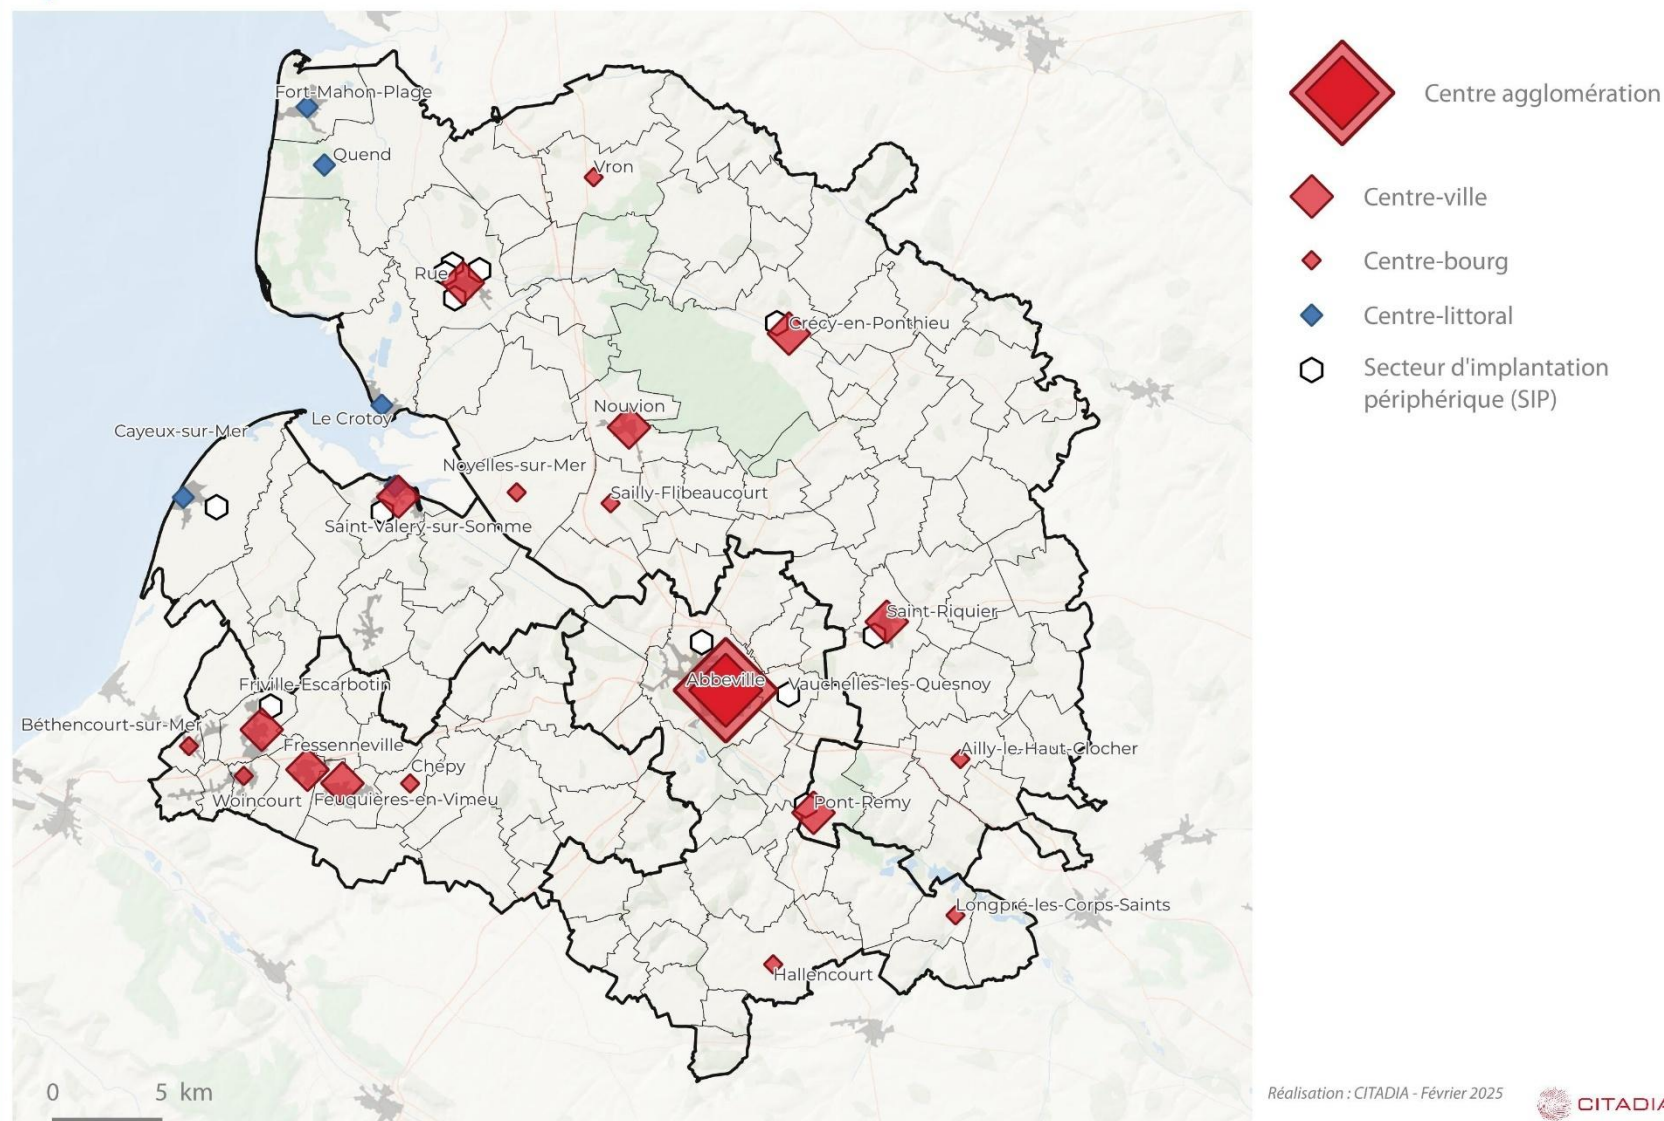 Fort-Mahon-Plage
Quend
Vron
Rue
Crécy-en-Ponthieu
Nouvion
Le Crotoy
Cayeux-sur-Mer
Noyelles-sur-Mer
Sailly-Flibeaucourt
Saint-Valery-sur-Somme
Saint-Riquier
Abbeville
Vauchelles-les-Quesnoy
Friville-Escarbotin
Béthencourt-sur-Mer
Fressenneville
Chépy
Woincourt
Feuquières-en-Vimeu
Ailly-le-Haut-Clocher
Pont-Remy
Longpré-les-Corps-Saints
Hallencourt
0 5 km
Centre agglomération
Centre-ville
Centre-bourg
Centre-littoral
Secteur d'implantation
périphérique (SIP)
Réalisation : CITADIA - Février 2025
CITADIA